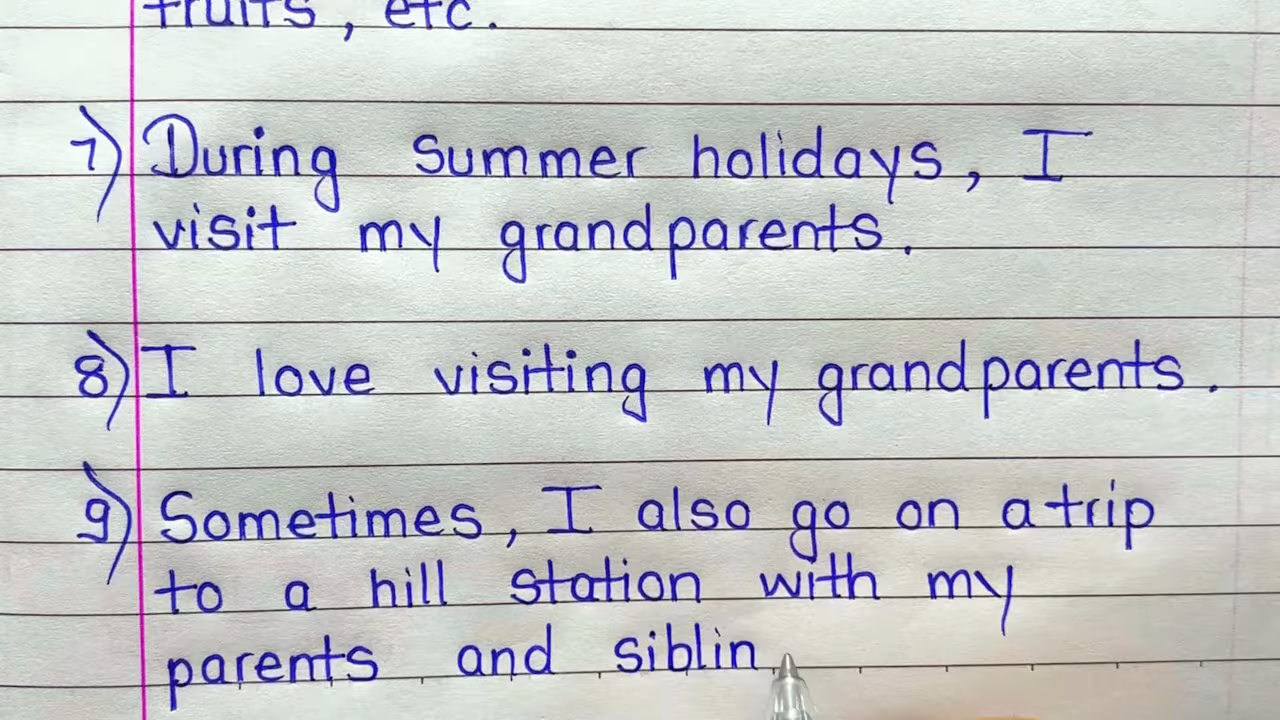 fruits, etc.
7) During summer holidays, I
visit my grandparents.
8) I love visiting my grandparents.
9) Sometimes, I also go on a trip
to a hill station with my
parents and siblin